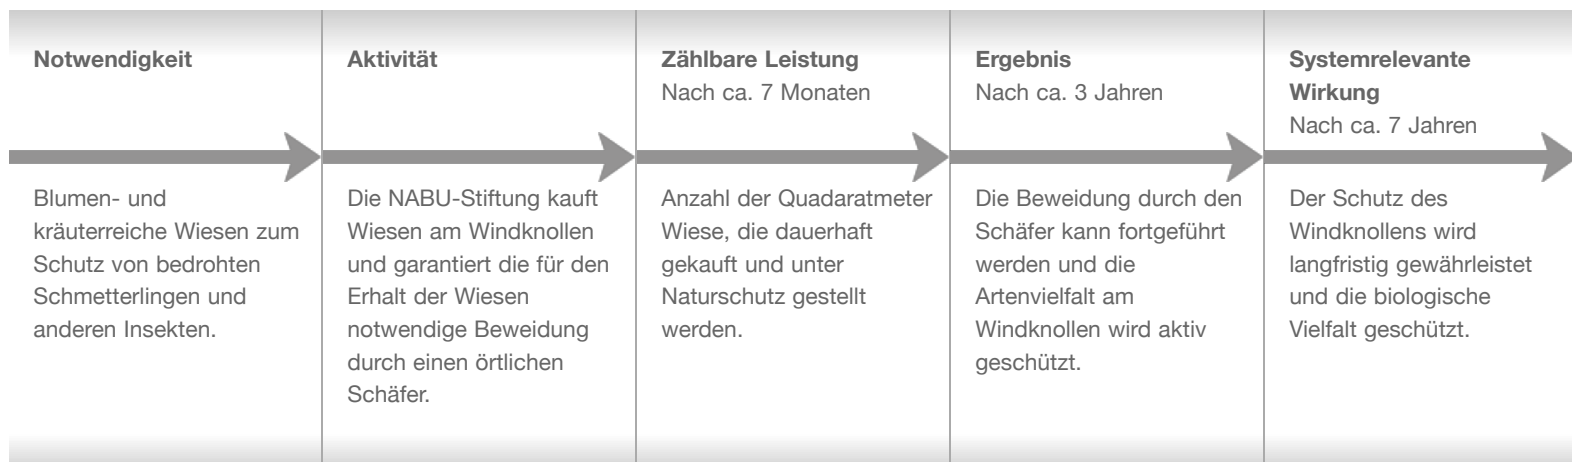 Notwendigkeit
Blumen- und
kräuterreiche Wiesen zum
Schutz von bedrohten
Schmetterlingen und
anderen Insekten.
Aktivität
Die NABU-Stiftung kauft
Wiesen am Windknollen
und garantiert die für den
Erhalt der Wiesen
notwendige Beweidung
durch einen örtlichen
Schäfer.
Zählbare Leistung
Nach ca. 7 Monaten
Anzahl der Quadaratmeter
Wiese, die dauerhaft
gekauft und unter
Naturschutz gestellt
werden.
Ergebnis
Nach ca. 3 Jahren
Die Beweidung durch den
Schäfer kann fortgeführt
werden und die
Artenvielfalt am
Windknollen wird aktiv
geschützt.
Systemrelevante
Wirkung
Nach ca. 7 Jahren
Der Schutz des
Windknollens wird
langfristig gewährleistet
und die biologische
Vielfalt geschützt.